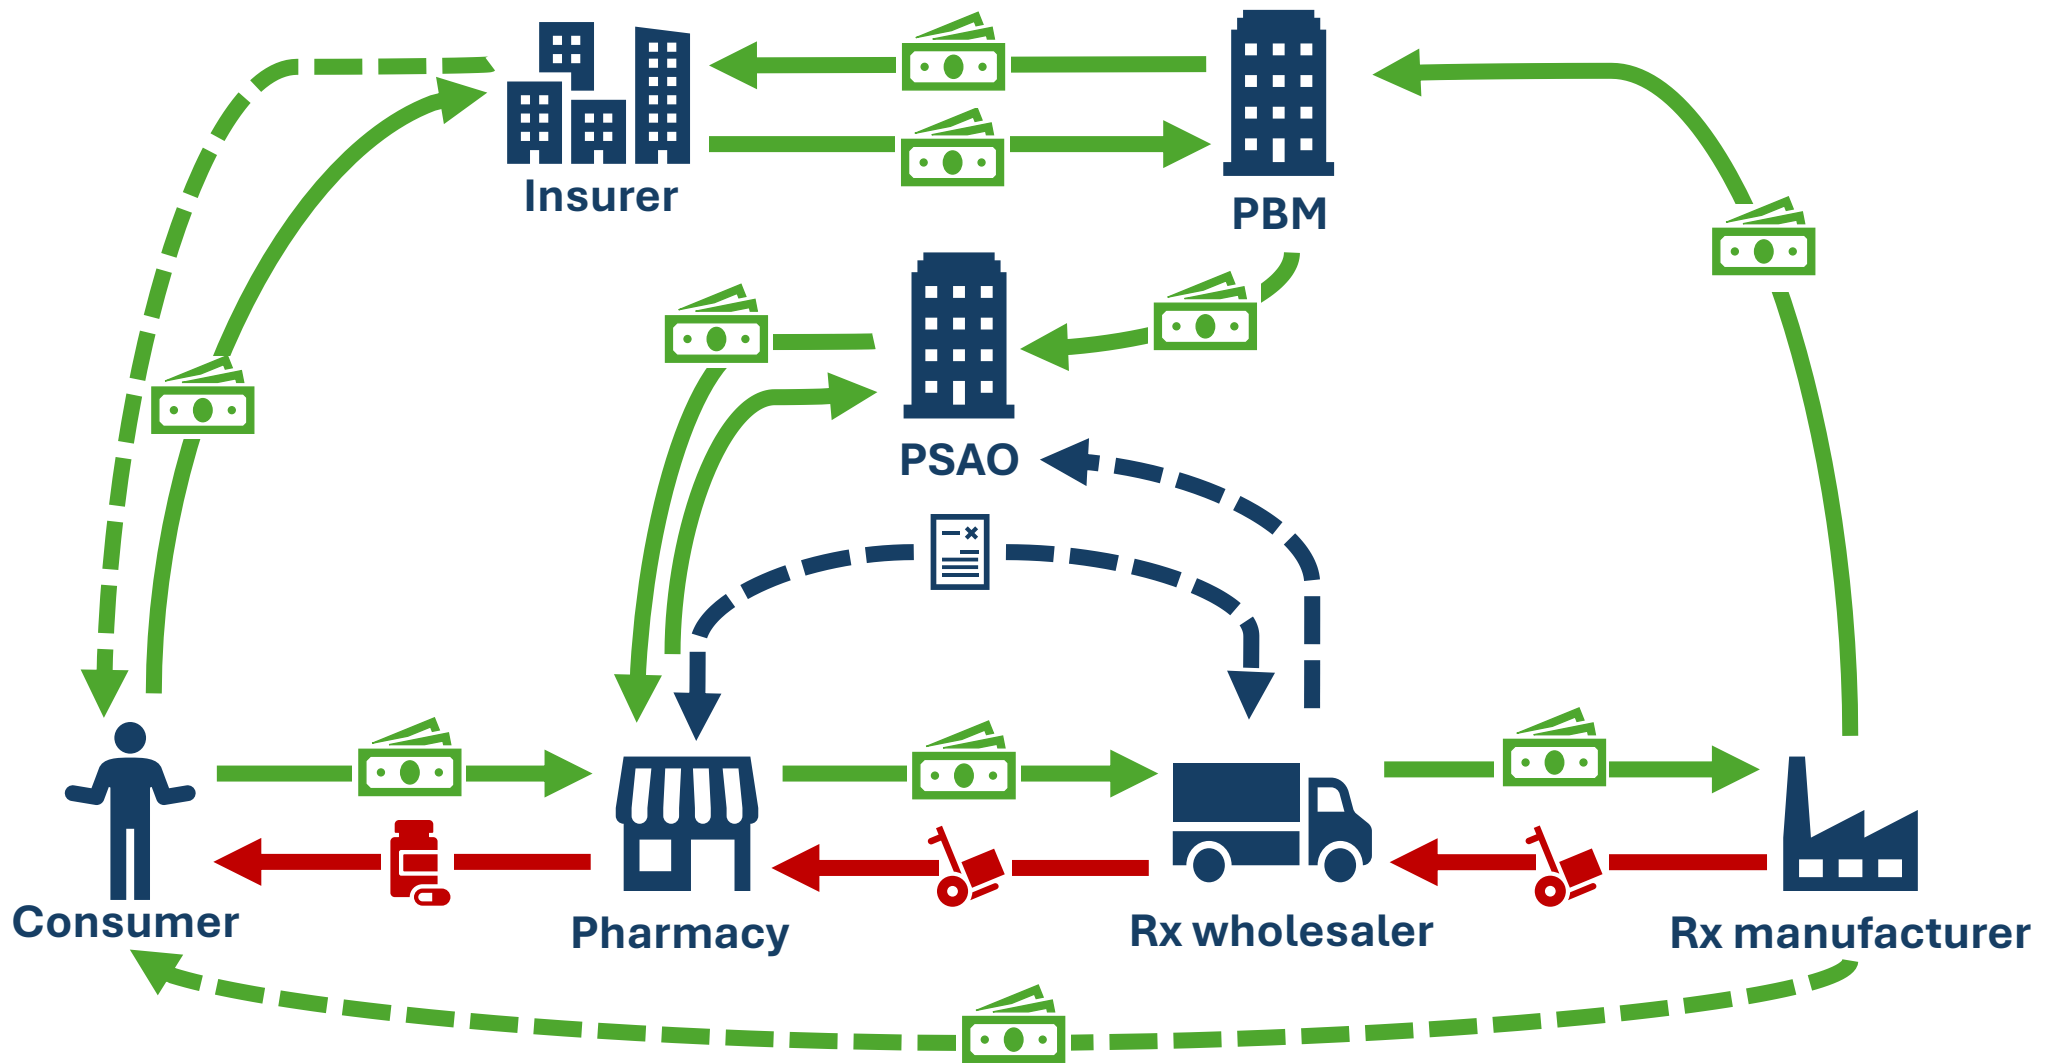 Insurer
PBM
PSAO
Consumer
Pharmacy
Rx wholesaler
Rx manufacturer